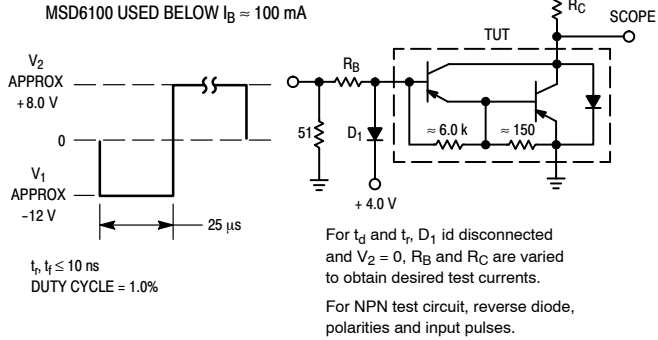 MSD6100 USED BELOW I_B ≈ 100 mA
R_C
SCOPE
TUT
V_2
APPROX
+8.0 V
R_B
0
51
D_1
≈ 6.0 k
≈ 150
V_1
APPROX
-12 V
+ 4.0 V
25 µs
For t_d and t_r, D_1 id disconnected
and V_2 = 0, R_B and R_C are varied
to obtain desired test currents.
t_r, t_f ≤ 10 ns
DUTY CYCLE = 1.0%
For NPN test circuit, reverse diode,
polarities and input pulses.